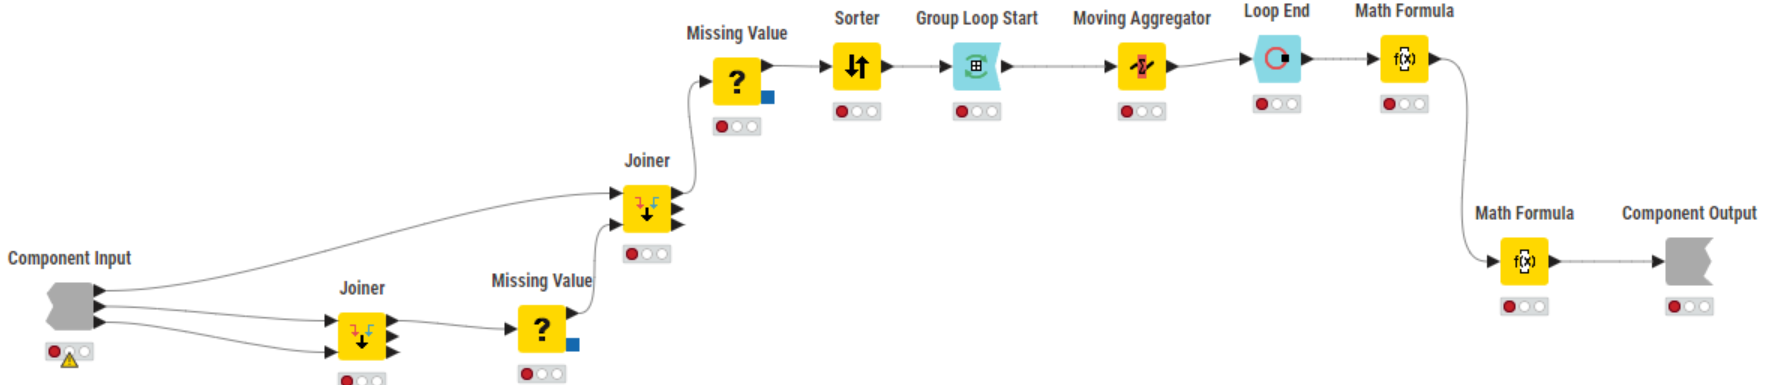 Loop End
Math Formula
Sorter
Group Loop Start
Moving Aggregator
Missing Value
?
f(x)
Joiner
Math Formula
Component Output
Component Input
f(x)
Missing Value
Joiner
?